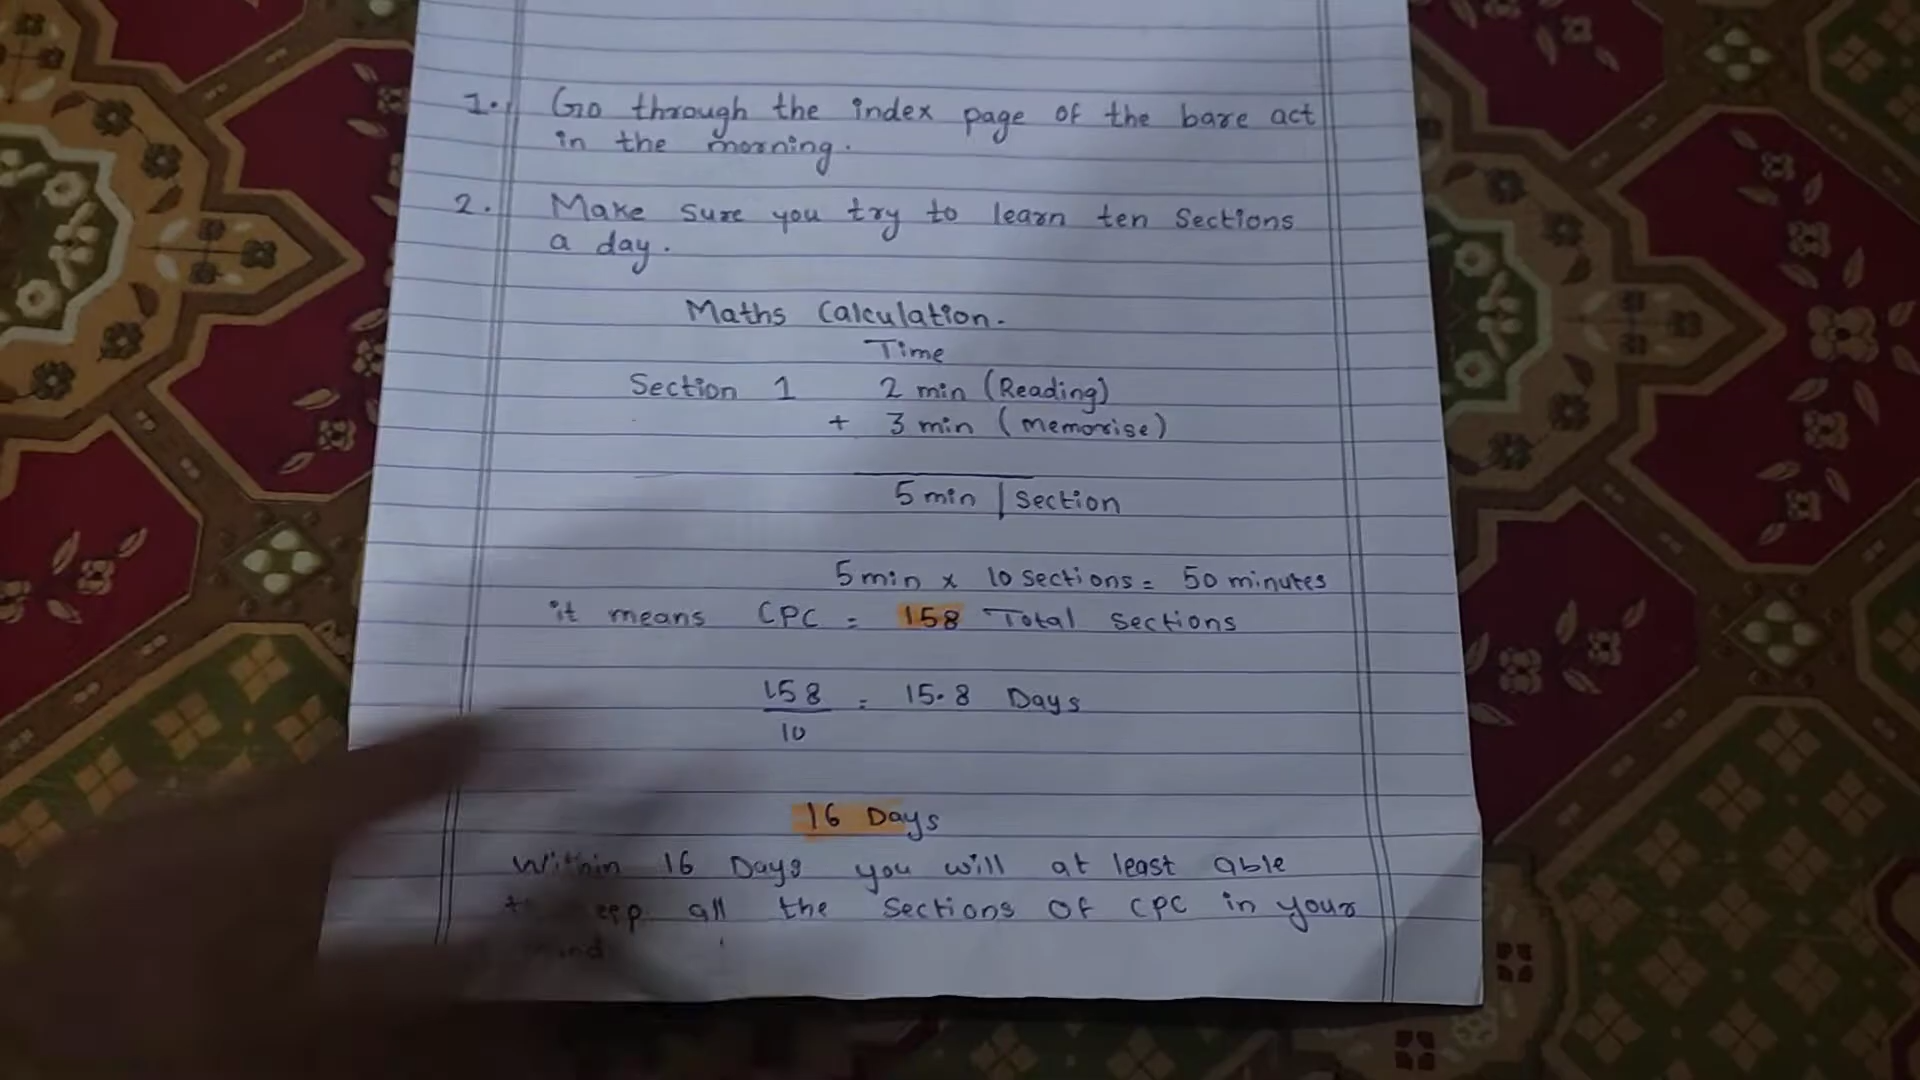 1. Go through the index page of the bare act
in the morning.
2. Make sure you try to learn ten sections
a day.
Maths Calculation.
Time
Section 1 2 min (Reading)
+ 3 min (memorise)
5 min | section
5 min x 10 sections = 50 minutes
it means CPC = 158 Total sections
158
10
= 15.8 Days
16 Days
Within 16 Days you will at least able
all the sections of CPC in your